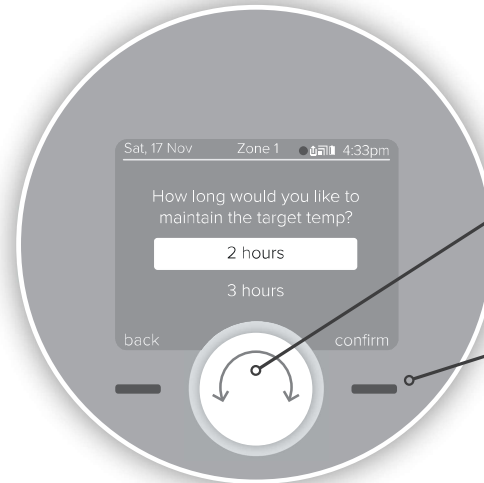 Sat, 17 Nov Zone 1 4:33pm
How long would you like to
maintain the target temp?
2 hours
3 hours
back confirm